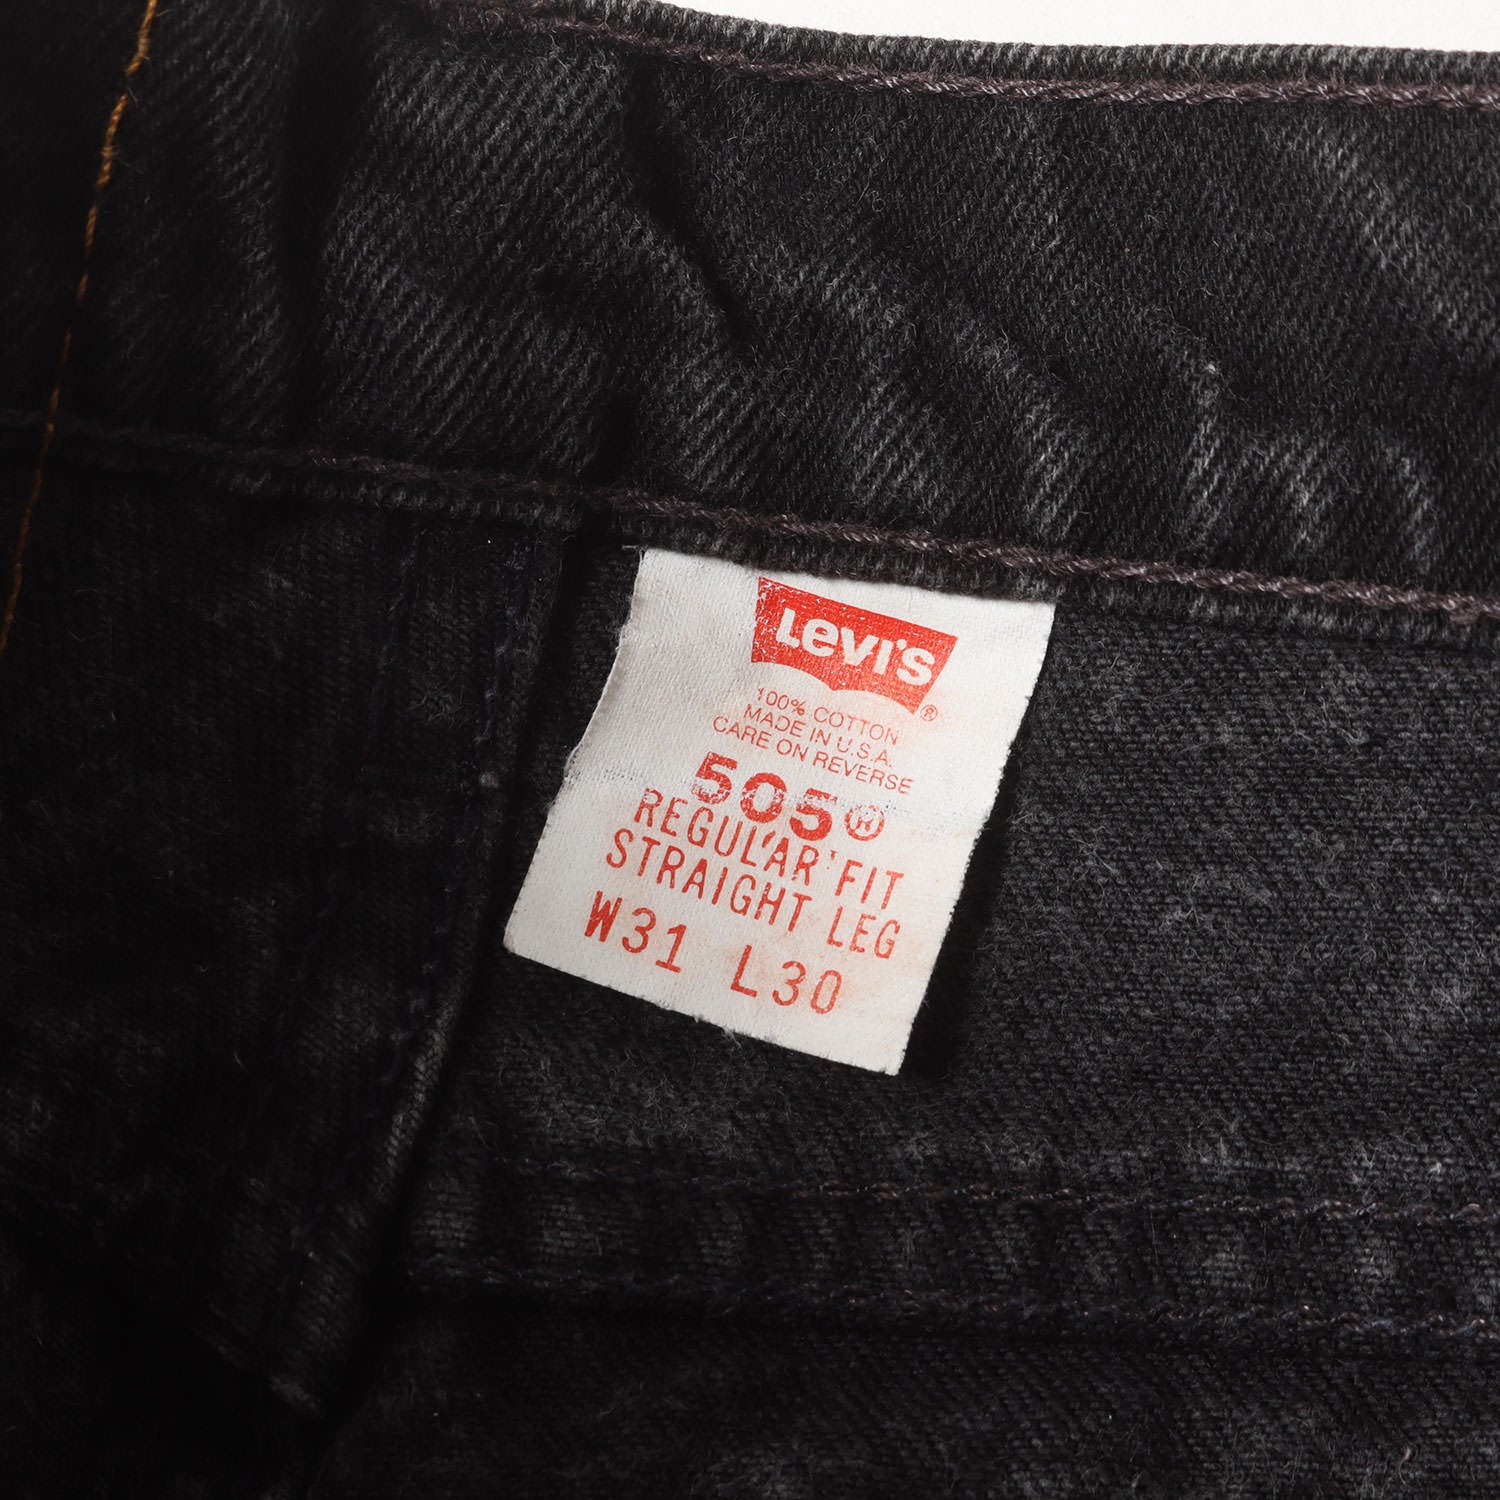 Levi's®
100% COTTON
MADE IN U.S.A.
CARE ON REVERSE
505®
REGULAR FIT
STRAIGHT LEG
W31 L30